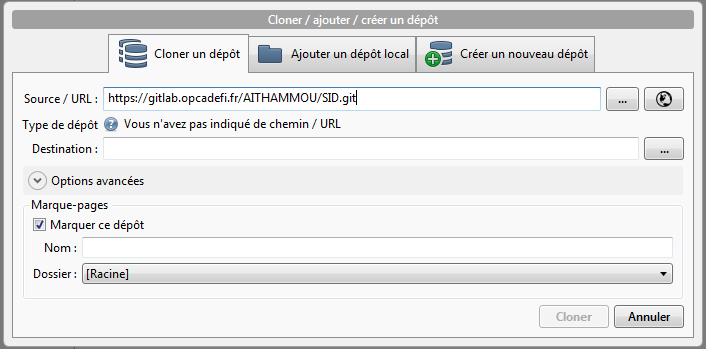 Cloner / ajouter / créer un dépôt
Cloner un dépôt
Ajouter un dépôt local
Créer un nouveau dépôt
Source / URL : https://gitlab.opcadefi.fr/AITHAMMOU/SID.git ...
Type de dépôt ? Vous n'avez pas indiqué de chemin / URL
Destination : ...
Options avancées
Marque-pages
Marquer ce dépôt
Nom :
Dossier : [Racine]
Cloner Annuler